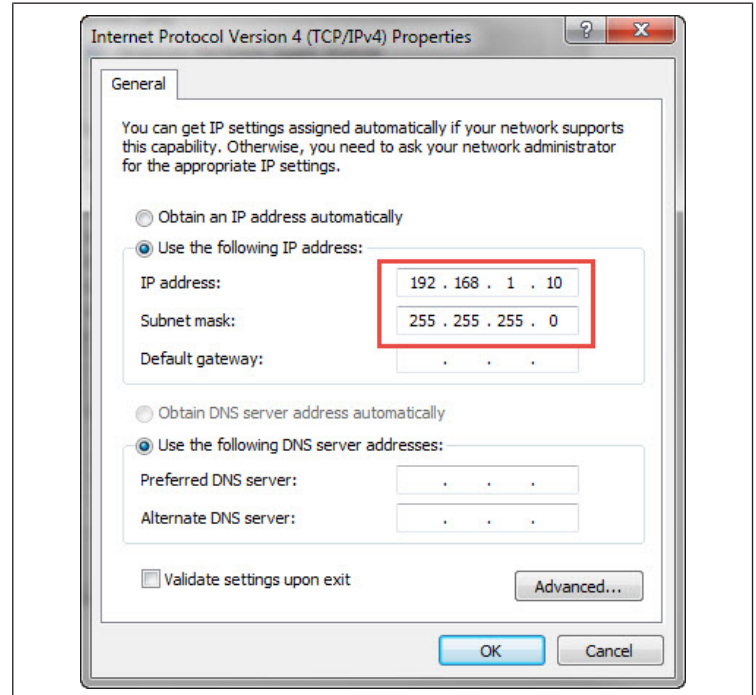 Internet Protocol Version 4 (TCP/IPv4) Properties
General
You can get IP settings assigned automatically if your network supports
this capability. Otherwise, you need to ask your network administrator
for the appropriate IP settings.
Obtain an IP address automatically
Use the following IP address:
IP address: 192 . 168 . 1 . 10
Subnet mask: 255 . 255 . 255 . 0
Default gateway: . . .
Obtain DNS server address automatically
Use the following DNS server addresses:
Preferred DNS server: . . .
Alternate DNS server: . . .
Validate settings upon exit
Advanced...
OK Cancel